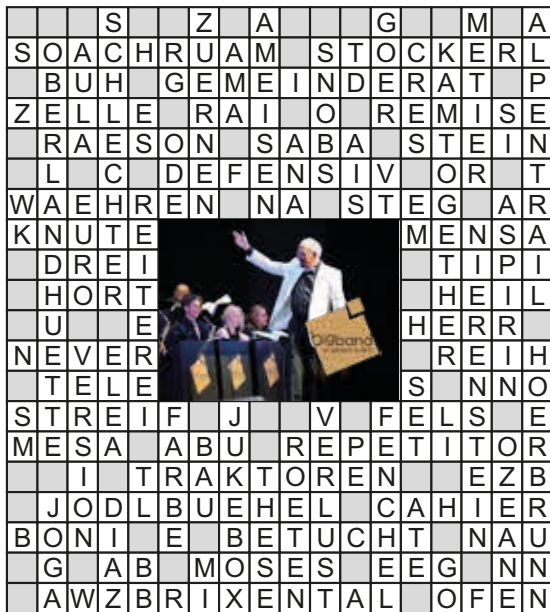 S Z A G M A
SOACHRUAM STOCKERL
BUH GEMEINDERAT P
ZELLE RAI O REMISE
RAESON SABA STEIN
L C DEFENSIV OR T
WAEHREN NA STEG AR
KNUTE MENSA
DREI TIPI
HORT HEIL
Bigband
U E HERR
NEVER REIH
TELE S NNO
STREIF J V FELS E
MESA ABU REPETITOR
I TRAKTOREN EZB
JODLBUEHEL CAHIER
BONI E BETUCHT NAU
G AB MOSES EEG NN
AWZBRIXENTAL OFEN